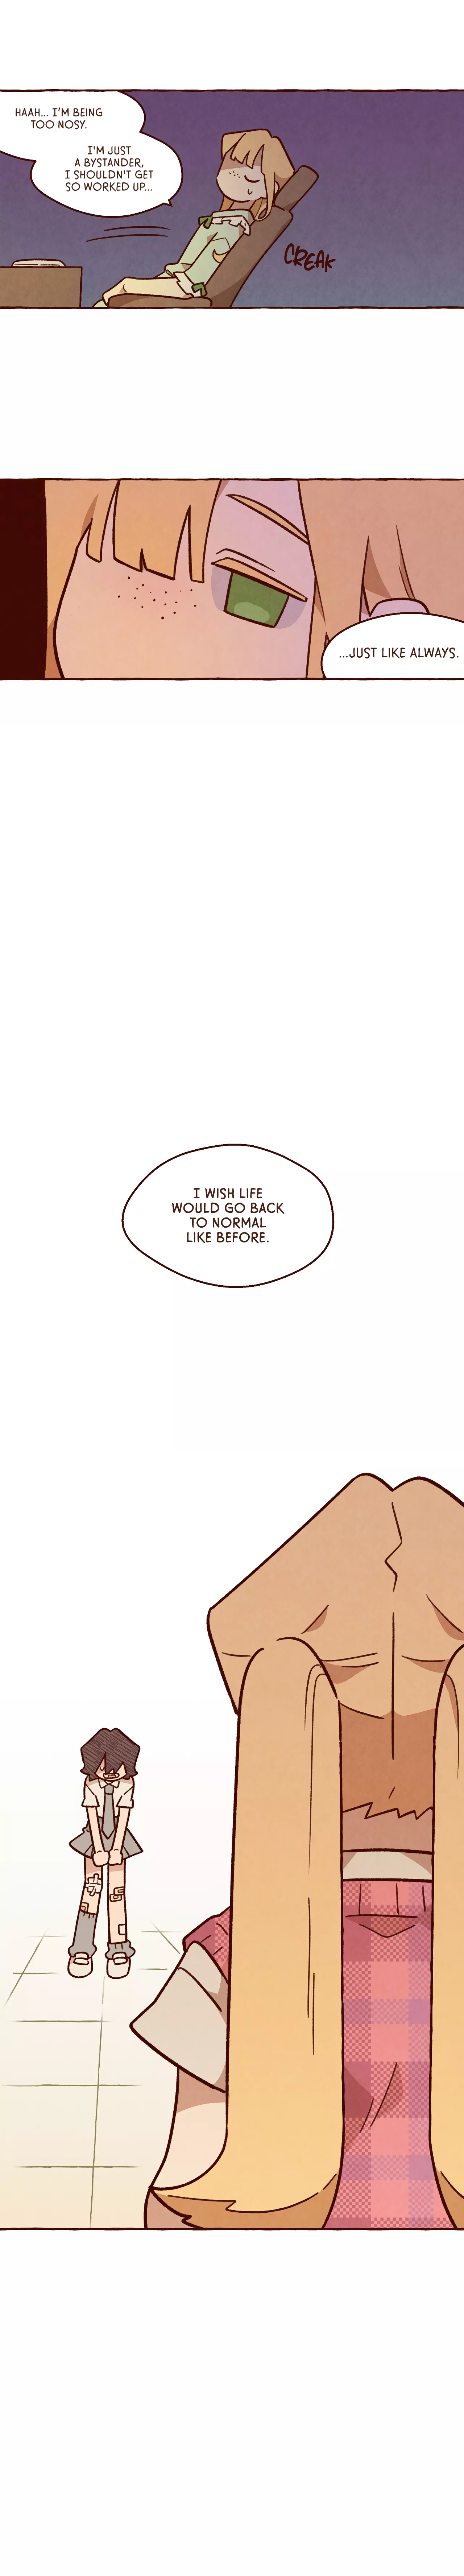 HAAH... I'M BEING
TOO NOSY.
I'M JUST
A BYSTANDER,
I SHOULDN'T GET
SO WORKED UP...
CREAK
...JUST LIKE ALWAYS.
I WISH LIFE
WOULD GO BACK
TO NORMAL
LIKE BEFORE.